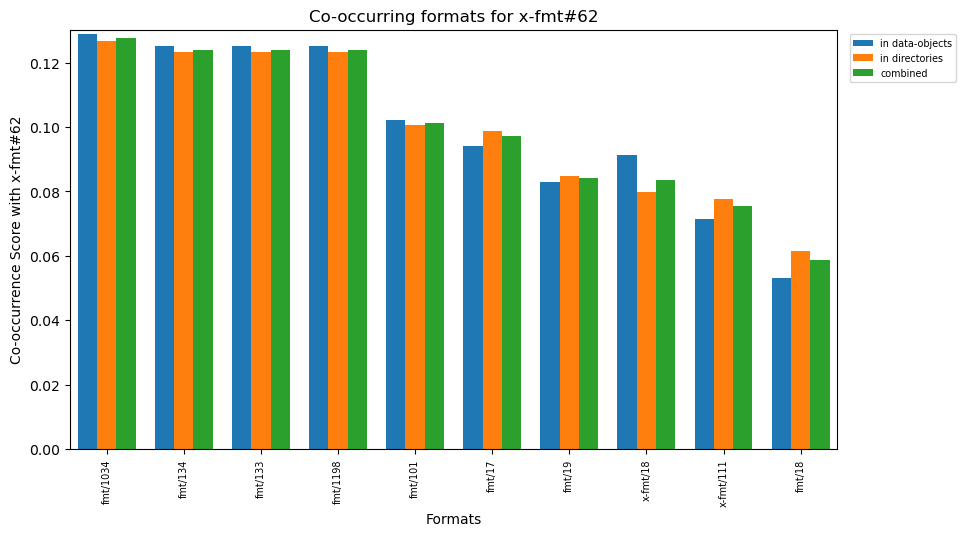 Co-occurring formats for x-fmt#62
in data-objects
in directories
combined
Co-occurrence Score with x-fmt#62
0.12
0.10
0.08
0.06
0.04
0.02
0.00
fmt/1034
fmt/134
fmt/133
fmt/1198
fmt/101
fmt/17
fmt/19
x-fmt/18
x-fmt/111
fmt/18
Formats